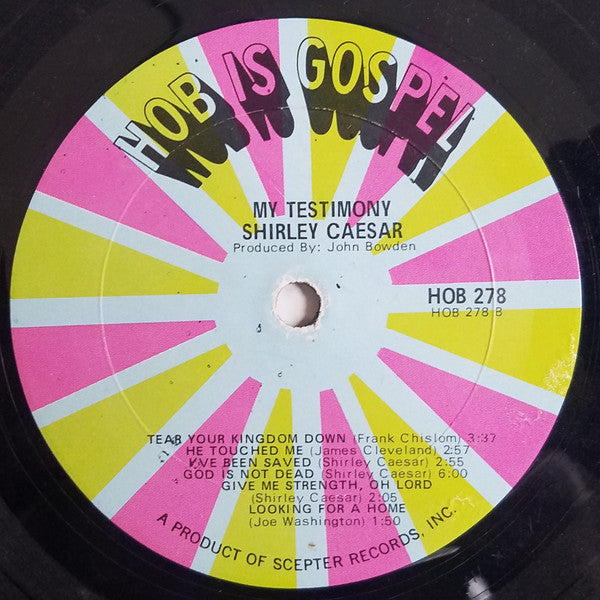 HOB IS GOSPEL
MY TESTIMONY
SHIRLEY CAESAR
Produced By: John Bowden
HOB 278
HOB 278 B
TEAR YOUR KINGDOM DOWN (Frank Chislom) 3:37
HE TOUCHED ME (James Cleveland) 2:57
I'VE BEEN SAVED (Shirley Caesar) 2:55
GOD IS NOT DEAD (Shirley Caesar) 6:00
GIVE ME STRENGTH, OH LORD
(Shirley Caesar) 2:05
LOOKING FOR A HOME
(Joe Washington) 1:50
A PRODUCT OF SCEPTER RECORDS, INC.